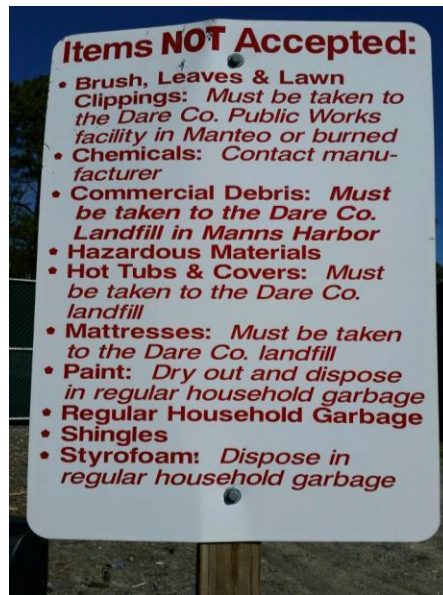 Items NOT Accepted:
• Brush, Leaves & Lawn
Clippings: Must be taken to
the Dare Co. Public Works
facility in Manteo or burned
• Chemicals: Contact manu-
facturer
• Commercial Debris: Must
be taken to the Dare Co.
Landfill in Manns Harbor
• Hazardous Materials
• Hot Tubs & Covers: Must
be taken to the Dare Co.
landfill
• Mattresses: Must be taken
to the Dare Co. landfill
• Paint: Dry out and dispose
in regular household garbage
• Regular Household Garbage
• Shingles
• Styrofoam: Dispose in
regular household garbage